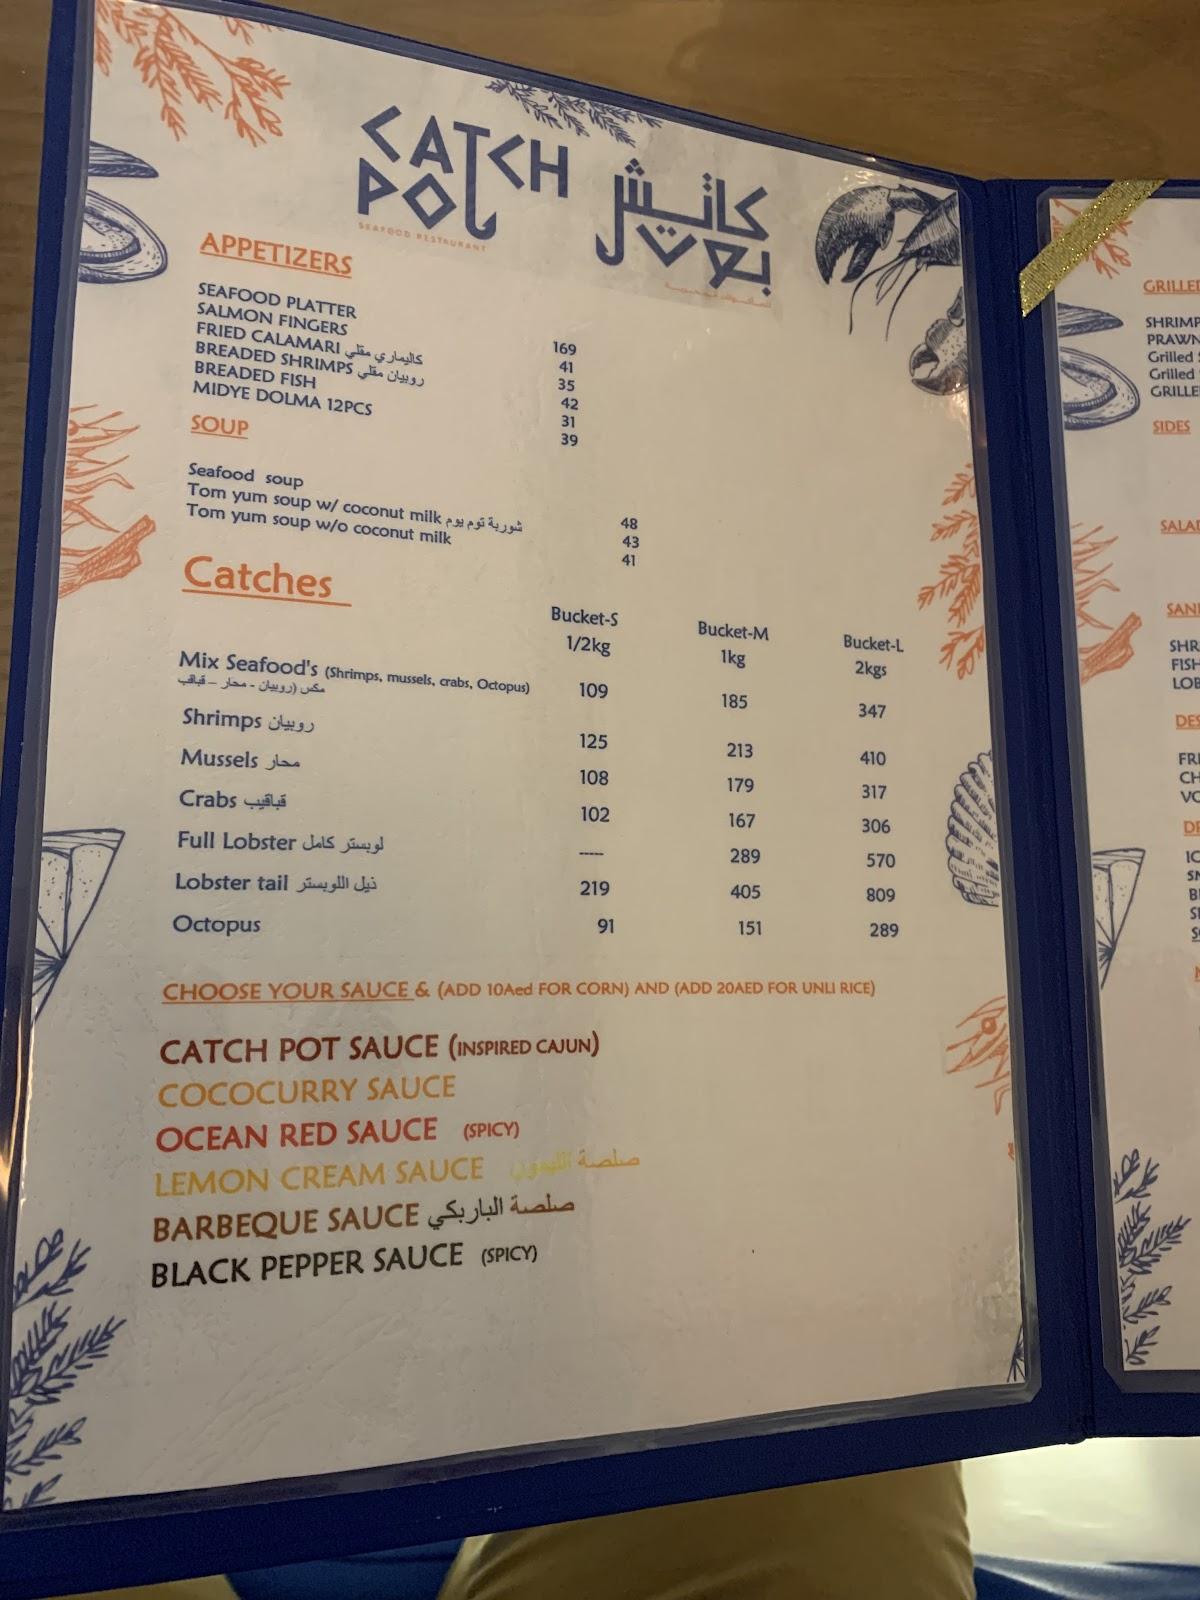 CATCH
POT
SEAFOOD RESTAURANT
كاتش
بوت
APPETIZERS
SEAFOOD PLATTER 169
SALMON FINGERS 41
FRIED CALAMARI كاليماري مقلي 35
BREADED SHRIMPS روبيان مقلي 42
BREADED FISH 31
MIDYE DOLMA 12PCS 39
SOUP
Seafood soup 48
Tom yum soup w/ coconut milk شوربة توم يوم 43
Tom yum soup w/o coconut milk 41
Catches
Bucket-S Bucket-M Bucket-L
1/2kg 1kg 2kgs
Mix Seafood's (Shrimps, mussels, crabs, Octopus) 109 185 347
مكس (روبيان - محار - قباقب
Shrimps روبيان 125 213 410
Mussels محار 108 179 317
Crabs قباقيب 102 167 306
Full Lobster لوبستر كامل ---- 289 570
Lobster tail ذيل اللوبستر 219 405 809
Octopus 91 151 289
CHOOSE YOUR SAUCE & (ADD 10Aed FOR CORN) AND (ADD 20AED FOR UNLI RICE)
CATCH POT SAUCE (INSPIRED CAJUN)
COCOCURRY SAUCE
OCEAN RED SAUCE (SPICY)
LEMON CREAM SAUCE صلصة الليمون
BARBEQUE SAUCE صلصة الباربكي
BLACK PEPPER SAUCE (SPICY)
GRILLED
SHRIMP
PRAWN
Grilled
Grilled
GRILLE
SIDES
SALAD
SAN
SHR
FISH
LOB
DES
FRI
CH
VO